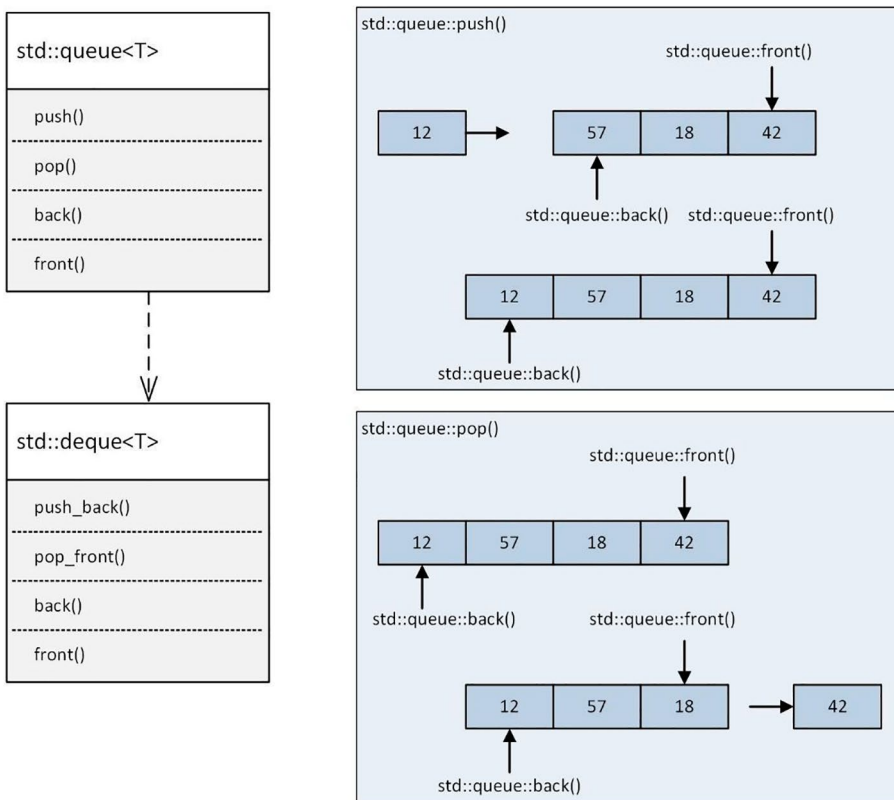 std::queue<T>
push()
pop()
back()
front()
std::deque<T>
push_back()
pop_front()
back()
front()
std::queue::push()
std::queue::front()
12
57 18 42
std::queue::back() std::queue::front()
12 57 18 42
std::queue::back()
std::queue::pop()
std::queue::front()
12 57 18 42
std::queue::back() std::queue::front()
12 57 18 42
std::queue::back()